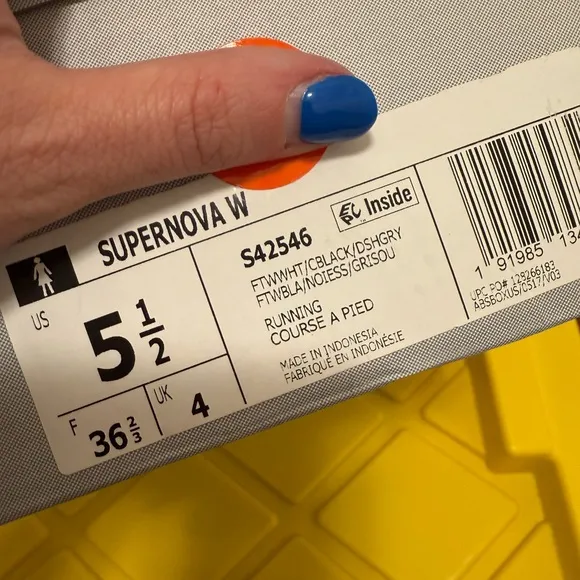 SUPERNOVA W
US
5 1/2
F
36 2/3
UK
4
S42546
Inside
FTWWHT/CBLACK/DSHGRY
FTWBLA/NOIESS/GRISOU
RUNNING
COURSE A PIED
MADE IN INDONESIA
FABRIQUÉ EN INDONÉSIE
1 91985 134
UPC PO# 128266183
ABSBOXUS/0517/V03